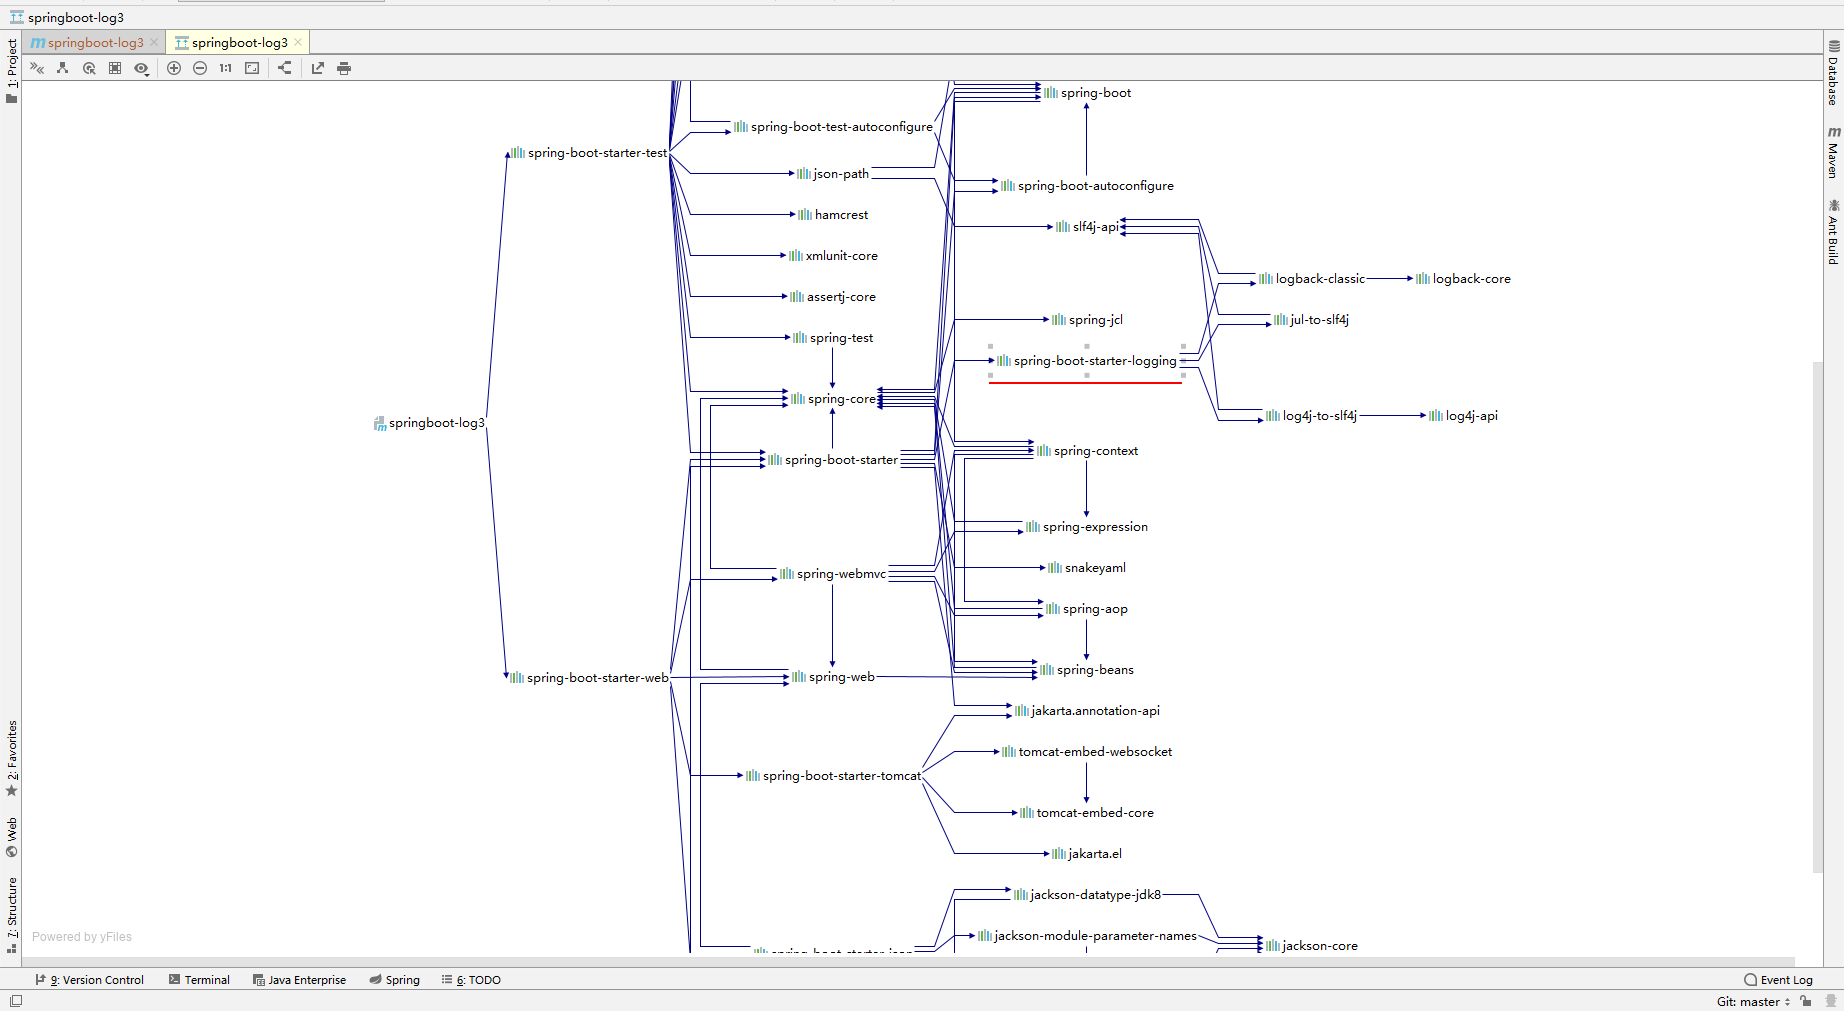 springboot-log3
springboot-log3
springboot-log3
1: Project
2: Favorites
Web
7: Structure
Database
Maven
Ant Build
1:1
spring-boot
spring-boot-test-autoconfigure
spring-boot-starter-test
json-path
spring-boot-autoconfigure
hamcrest
slf4j-api
xmlunit-core
logback-classic
logback-core
assertj-core
spring-jcl
jul-to-slf4j
spring-test
spring-boot-starter-logging
spring-core
log4j-to-slf4j
log4j-api
springboot-log3
spring-context
spring-boot-starter
spring-expression
snakeyaml
spring-webmvc
spring-aop
spring-beans
spring-boot-starter-web
spring-web
jakarta.annotation-api
tomcat-embed-websocket
spring-boot-starter-tomcat
tomcat-embed-core
jakarta.el
jackson-datatype-jdk8
jackson-module-parameter-names
jackson-core
spring-boot-starter-json
Powered by yFiles
9: Version Control
Terminal
Java Enterprise
Spring
6: TODO
Event Log
Git: master